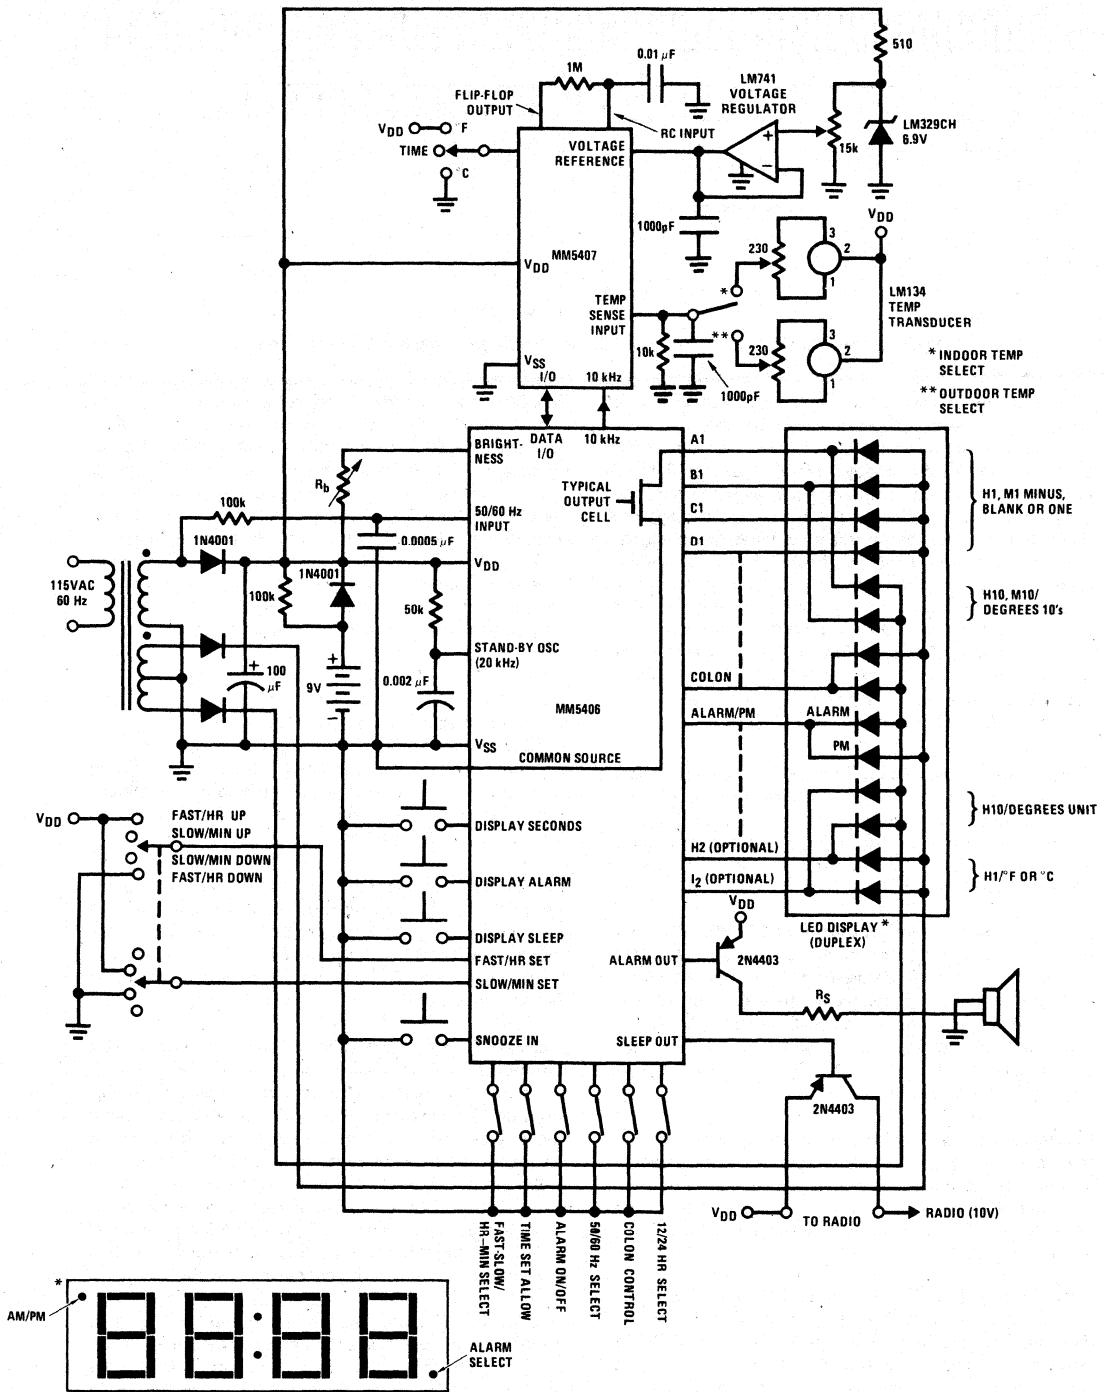 510
0.01 μF
1M
LM741
VOLTAGE
REGULATOR
FLIP-FLOP
OUTPUT
RC INPUT
+
−
15k
LM329CH
6.9V
VDD
F
TIME
C
VOLTAGE
REFERENCE
1000pF
VDD
230
3
2
1
MM5407
VDD
LM134
TEMP
TRANSDUCER
TEMP
SENSE
INPUT
*
**
10k
230
3
2
1
1000pF
* INDOOR TEMP
SELECT
** OUTDOOR TEMP
SELECT
VSS
I/O
10 kHz
BRIGHT-
NESS
DATA
I/O
10 kHz
A1
B1
C1
D1
H1, M1 MINUS,
BLANK OR ONE
Rb
TYPICAL
OUTPUT
CELL
100k
50/60 Hz
INPUT
0.0005 μF
1N4001
VDD
115VAC
60 Hz
1N4001
100k
50k
H10, M10/
DEGREES 10's
STAND-BY OSC
(20 kHz)
+
100
μF
+
9V
−
0.002 μF
COLON
MM5406
ALARM/PM
ALARM
PM
VSS
COMMON SOURCE
H10/DEGREES UNIT
VDD
FAST/HR UP
SLOW/MIN UP
SLOW/MIN DOWN
FAST/HR DOWN
DISPLAY SECONDS
H2 (OPTIONAL)
I2 (OPTIONAL)
H1/°F OR °C
DISPLAY ALARM
VDD
LED DISPLAY *
(DUPLEX)
DISPLAY SLEEP
2N4403
FAST/HR SET
ALARM OUT
SLOW/MIN SET
RS
SNOOZE IN
SLEEP OUT
2N4403
VDD
TO RADIO
RADIO (10V)
FAST-SLOW/
HR–MIN SELECT
TIME SET ALLOW
ALARM ON/OFF
50/60 Hz SELECT
COLON CONTROL
12/24 HR SELECT
*
AM/PM
88:88
ALARM
SELECT